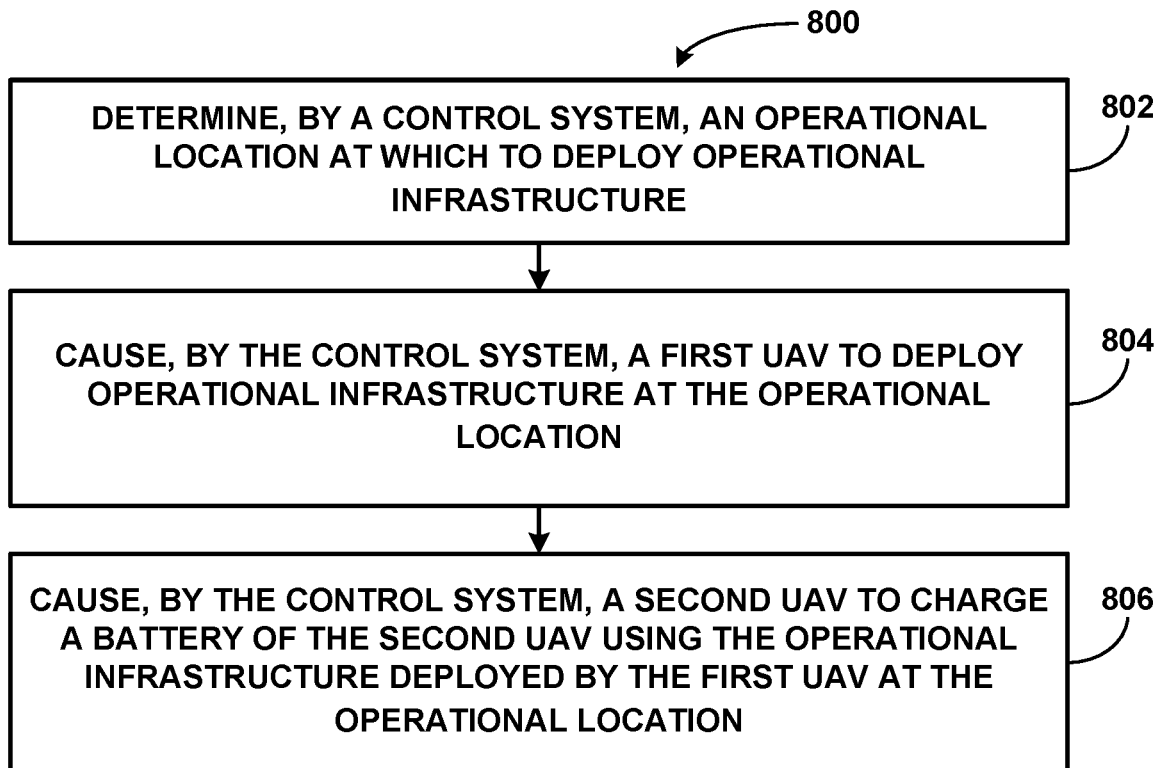 800
DETERMINE, BY A CONTROL SYSTEM, AN OPERATIONAL
LOCATION AT WHICH TO DEPLOY OPERATIONAL
INFRASTRUCTURE
802
CAUSE, BY THE CONTROL SYSTEM, A FIRST UAV TO DEPLOY
OPERATIONAL INFRASTRUCTURE AT THE OPERATIONAL
LOCATION
804
CAUSE, BY THE CONTROL SYSTEM, A SECOND UAV TO CHARGE
A BATTERY OF THE SECOND UAV USING THE OPERATIONAL
INFRASTRUCTURE DEPLOYED BY THE FIRST UAV AT THE
OPERATIONAL LOCATION
806